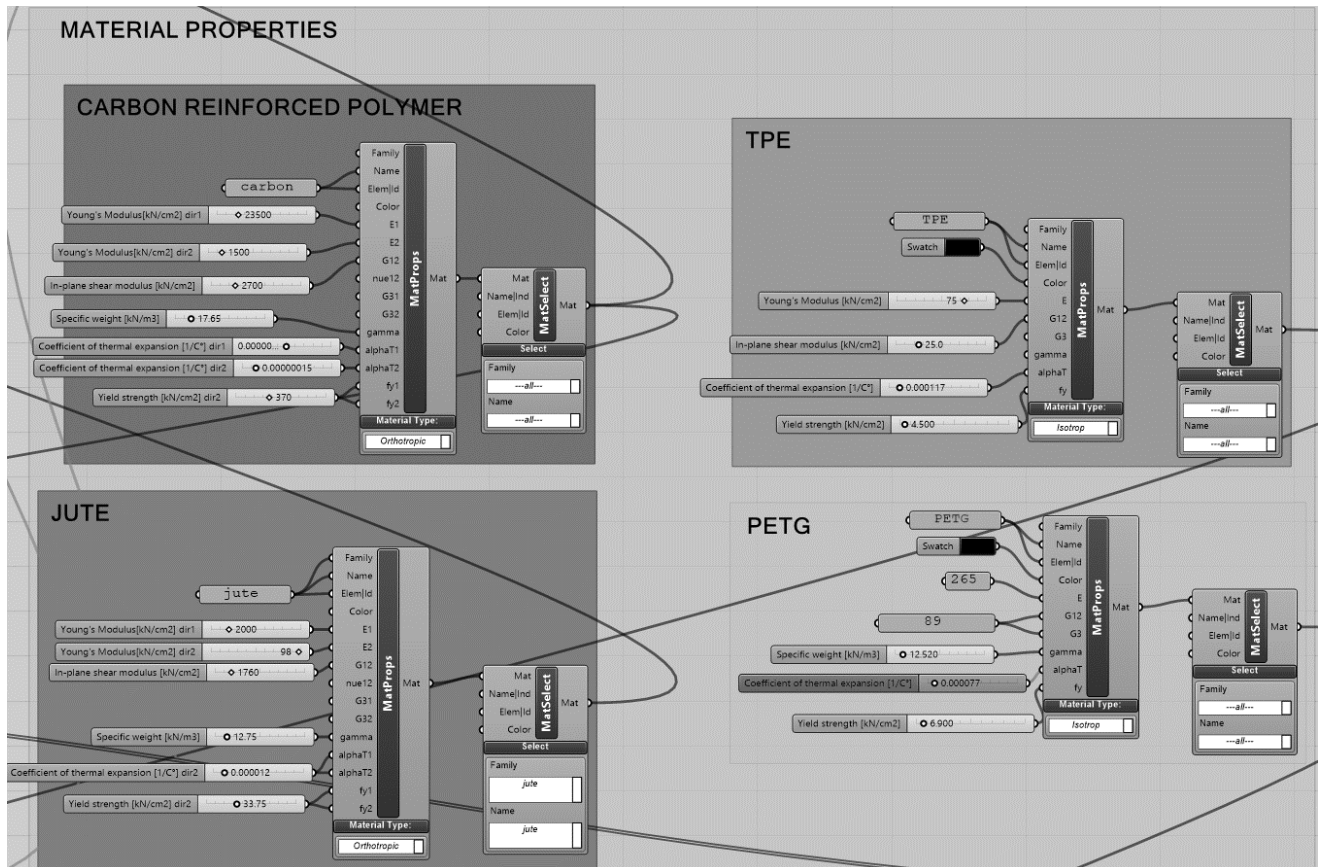 MATERIAL PROPERTIES
CARBON REINFORCED POLYMER
carbon
Young's Modulus[kN/cm2] dir1 23500
Young's Modulus[kN/cm2] dir2 1500
In-plane shear modulus [kN/cm2] 2700
Specific weight [kN/m3] 17.65
Coefficient of thermal expansion [1/C°] dir1 0.00000...
Coefficient of thermal expansion [1/C°] dir2 0.00000015
Yield strength [kN/cm2] dir2 370
Family
Name
Elem|Id
Color
E1
E2
G12
nue12
G31
G32
gamma
alphaT1
alphaT2
fy1
fy2
MatProps
Mat
Material Type:
Orthotropic
Mat
Name|Ind
Elem|Id
Color
MatSelect
Mat
Select
Family
---all---
Name
---all---
TPE
TPE
Swatch
Young's Modulus [kN/cm2] 75
In-plane shear modulus [kN/cm2] 25.0
Coefficient of thermal expansion [1/C°] 0.000117
Yield strength [kN/cm2] 4.500
Family
Name
Elem|Id
Color
E
G12
G3
gamma
alphaT
fy
MatProps
Mat
Material Type:
Isotrop
Mat
Name|Ind
Elem|Id
Color
MatSelect
Mat
Select
Family
---all---
Name
---all---
JUTE
jute
Young's Modulus[kN/cm2] dir1 2000
Young's Modulus[kN/cm2] dir2 98
In-plane shear modulus [kN/cm2] 1760
Specific weight [kN/m3] 12.75
Coefficient of thermal expansion [1/C°] dir2 0.000012
Yield strength [kN/cm2] dir2 33.75
Family
Name
Elem|Id
Color
E1
E2
G12
nue12
G31
G32
gamma
alphaT1
alphaT2
fy1
fy2
MatProps
Mat
Material Type:
Orthotropic
Mat
Name|Ind
Elem|Id
Color
MatSelect
Mat
Select
Family
jute
Name
jute
PETG
PETG
Swatch
265
89
Specific weight [kN/m3] 12.520
Coefficient of thermal expansion [1/C°] 0.000077
Yield strength [kN/cm2] 6.900
Family
Name
Elem|Id
Color
E
G12
G3
gamma
alphaT
fy
MatProps
Mat
Material Type:
Isotrop
Mat
Name|Ind
Elem|Id
Color
MatSelect
Mat
Select
Family
---all---
Name
---all---